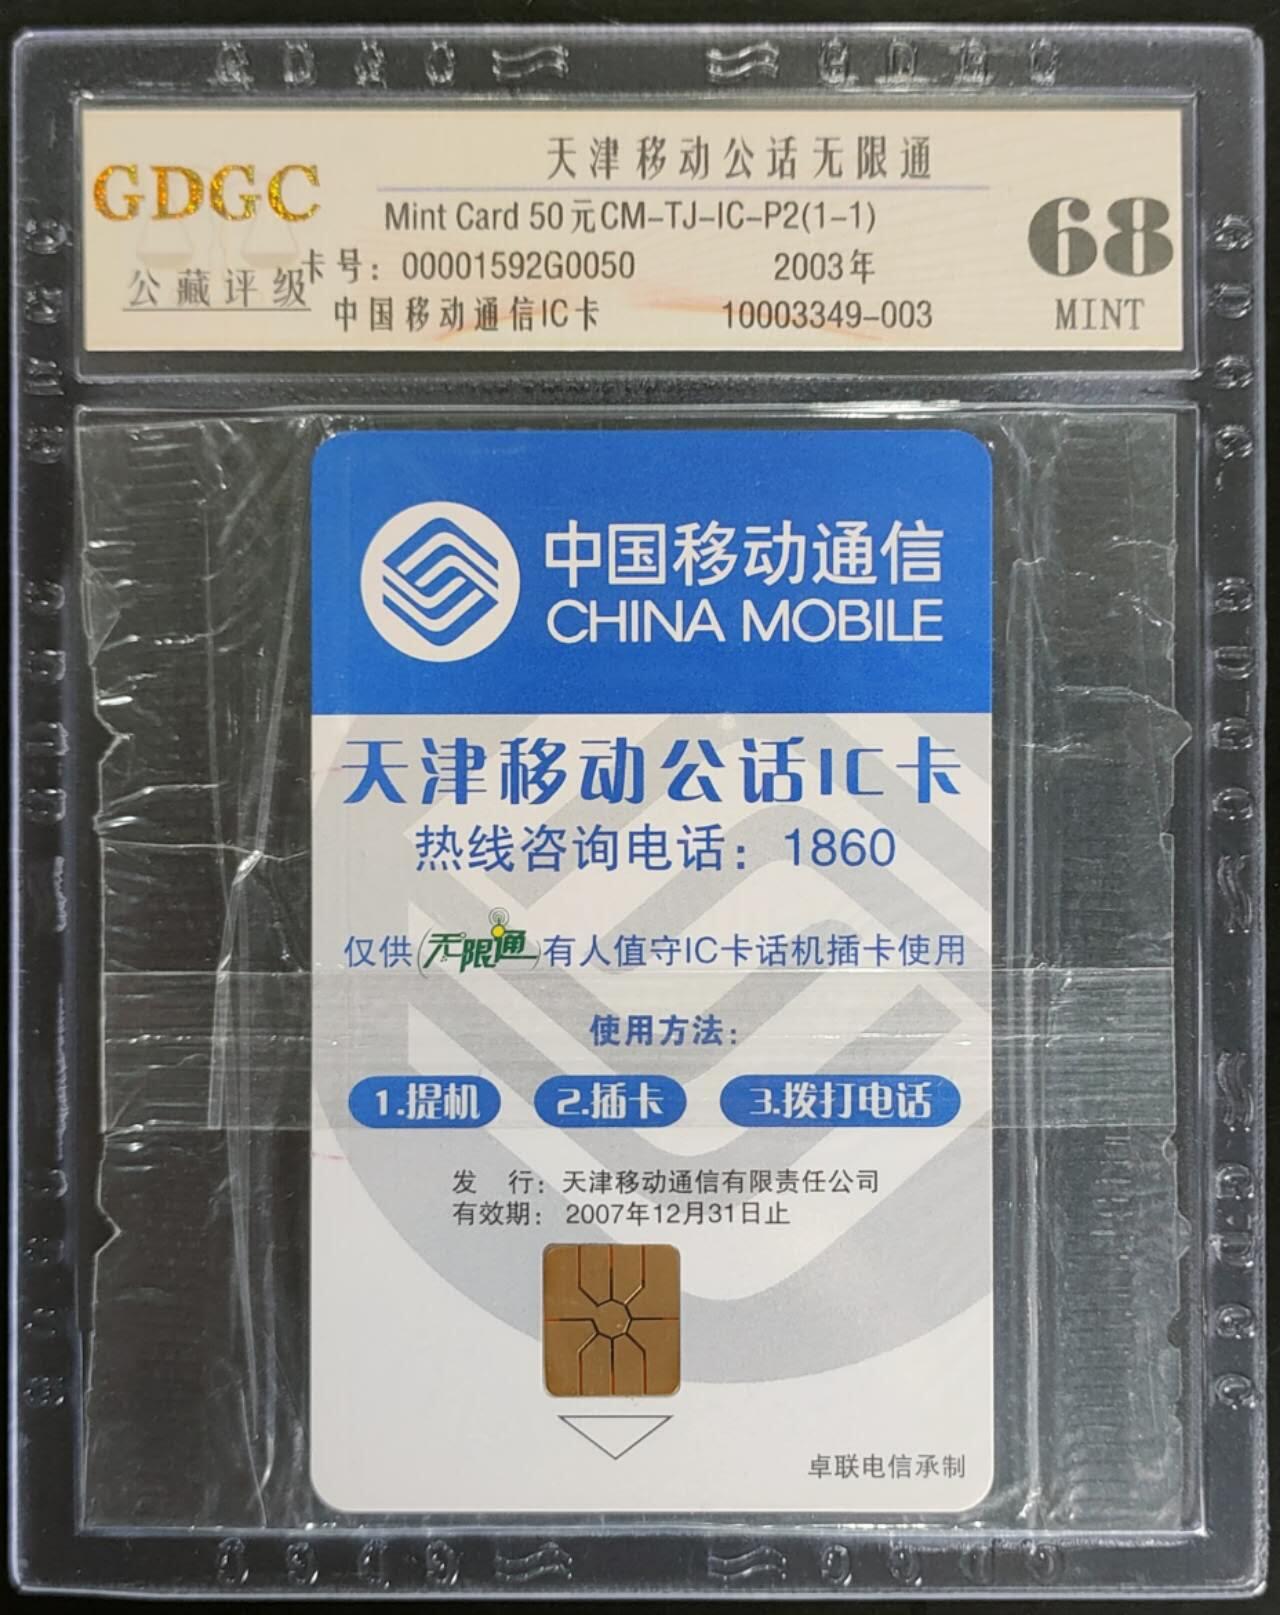 天津移动公话无限通
GDGC
公藏评级
Mint Card 50元CM-TJ-IC-P2(1-1)
卡号：00001592G0050 2003年
中国移动通信IC卡 10003349-003
68
MINT
中国移动通信
CHINA MOBILE
天津移动公话IC卡
热线咨询电话：1860
仅供(无限通)有人值守IC卡话机插卡使用
使用方法：
1.提机 2.插卡 3.拨打电话
发 行：天津移动通信有限责任公司
有效期：2007年12月31日止
卓联电信承制